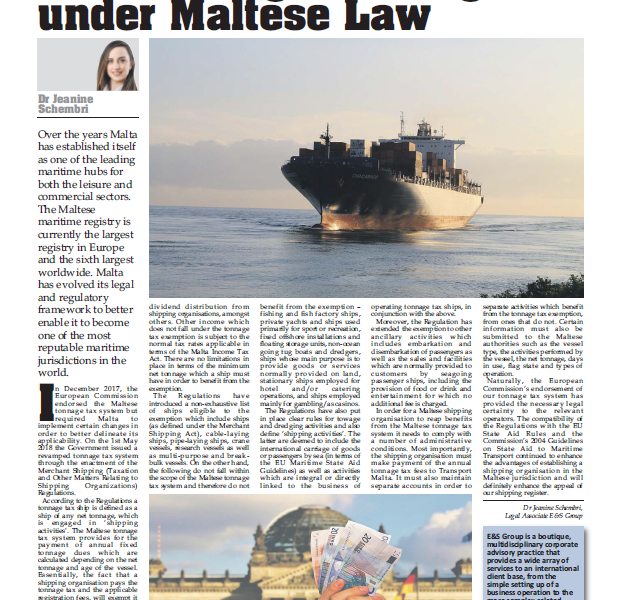 under Maltese Law
Dr Jeanine
Schembri
Over the years Malta
has established itself
as one of the leading
maritime hubs for
both the leisure and
commercial sectors.
The Maltese
maritime registry is
currently the largest
registry in Europe
and the sixth largest
worldwide. Malta
has evolved its legal
and regulatory
framework to better
enable it to become
one of the most
reputable maritime
jurisdictions in the
world.
In December 2017, the
European Commission
endorsed the Maltese
tonnage tax system but
required Malta to
implement certain changes in
order to better delineate its
applicability. On the 1st May
2018 the Government issued a
revamped tonnage tax system
through the enactment of the
Merchant Shipping (Taxation
and Other Matters Relating to
Shipping Organizations)
Regulations.
According to the Regulations a
tonnage tax ship is defined as a
ship of any net tonnage, which
is engaged in 'shipping
activities'. The Maltese tonnage
tax system provides for the
payment of annual fixed
tonnage dues which are
calculated depending on the net
tonnage and age of the vessel.
Essentially, the fact that a
shipping organisation pays the
tonnage tax and the applicable
registration fees, will exempt it
dividend distribution from
shipping organisations, amongst
others. Other income which
does not fall under the tonnage
tax exemption is subject to the
normal tax rates applicable in
terms of the Malta Income Tax
Act. There are no limitations in
place in terms of the minimum
net tonnage which a ship must
have in order to benefit from the
exemption.
The Regulations have
introduced a non-exhaustive list
of ships eligible to the
exemption which include ships
(as defined under the Merchant
Shipping Act), cable-laying
ships, pipe-laying ships, crane
vessels, research vessels as well
as multi-purpose and break-
bulk vessels. On the other hand,
the following do not fall within
the scope of the Maltese tonnage
tax system and therefore do not
benefit from the exemption –
fishing and fish factory ships,
private yachts and ships used
primarily for sport or recreation,
fixed offshore installations and
floating storage units, non-ocean
going tug boats and dredgers,
ships whose main purpose is to
provide goods or services
normally provided on land,
stationary ships employed for
hotel and/or catering
operations, and ships employed
mainly for gambling/as casinos.
The Regulations have also put
in place clear rules for towage
and dredging activities and also
define 'shipping activities'. The
latter are deemed to include the
international carriage of goods
or passengers by sea (in terms of
the EU Maritime State Aid
Guidelines) as well as activities
which are integral or directly
linked to the business of
operating tonnage tax ships, in
conjunction with the above.
Moreover, the Regulation has
extended the exemption to other
ancillary activities which
includes embarkation and
disembarkation of passengers as
well as the sales and facilities
which are normally provided to
customers by seagoing
passenger ships, including the
provision of food or drink and
entertainment for which no
additional fee is charged.
In order for a Maltese shipping
organisation to reap benefits
from the Maltese tonnage tax
system it needs to comply with
a number of administrative
conditions. Most importantly,
the shipping organisation must
make payment of the annual
tonnage tax fees to Transport
Malta. It must also maintain
separate accounts in order to
separate activities which benefit
from the tonnage tax exemption,
from ones that do not. Certain
information must also be
submitted to the Maltese
authorities such as the vessel
type, the activities performed by
the vessel, the net tonnage, days
in use, flag state and types of
operation.
Naturally, the European
Commission's endorsement of
our tonnage tax system has
provided the necessary legal
certainty to the relevant
operators. The compatibility of
the Regulations with the EU
State Aid Rules and the
Commission's 2004 Guidelines
on State Aid to Maritime
Transport continued to enhance
the advantages of establishing a
shipping organisation in the
Maltese jurisdiction and will
definitely enhance the appeal of
our shipping register.
Dr Jeanine Schembri,
Legal Associate E&S Group
E&S Group is a boutique,
multidisciplinary corporate
advisory practice that
provides a wide array of
services to an international
client base, from the
simple setting up of a
business operation to the